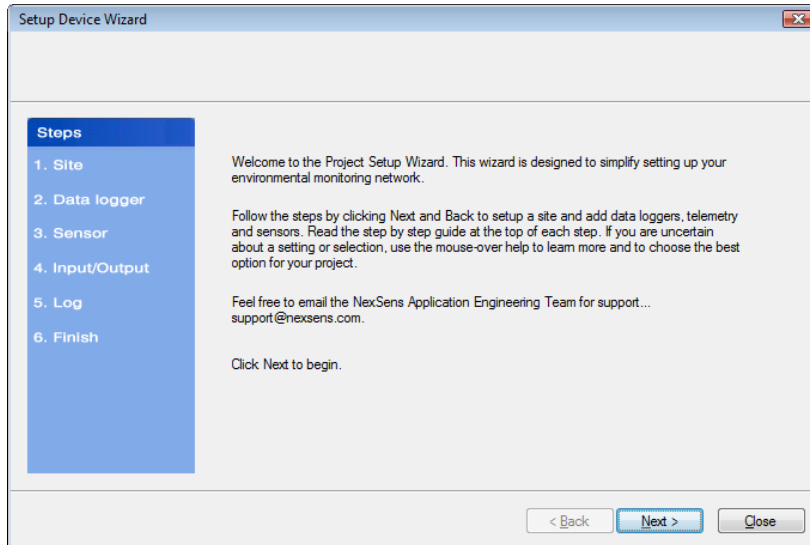 Setup Device Wizard
Steps
1. Site
2. Data logger
3. Sensor
4. Input/Output
5. Log
6. Finish
Welcome to the Project Setup Wizard. This wizard is designed to simplify setting up your
environmental monitoring network.
Follow the steps by clicking Next and Back to setup a site and add data loggers, telemetry
and sensors. Read the step by step guide at the top of each step. If you are uncertain
about a setting or selection, use the mouse-over help to learn more and to choose the best
option for your project.
Feel free to email the NexSens Application Engineering Team for support...
support@nexsens.com.
Click Next to begin.
< Back
Next >
Close